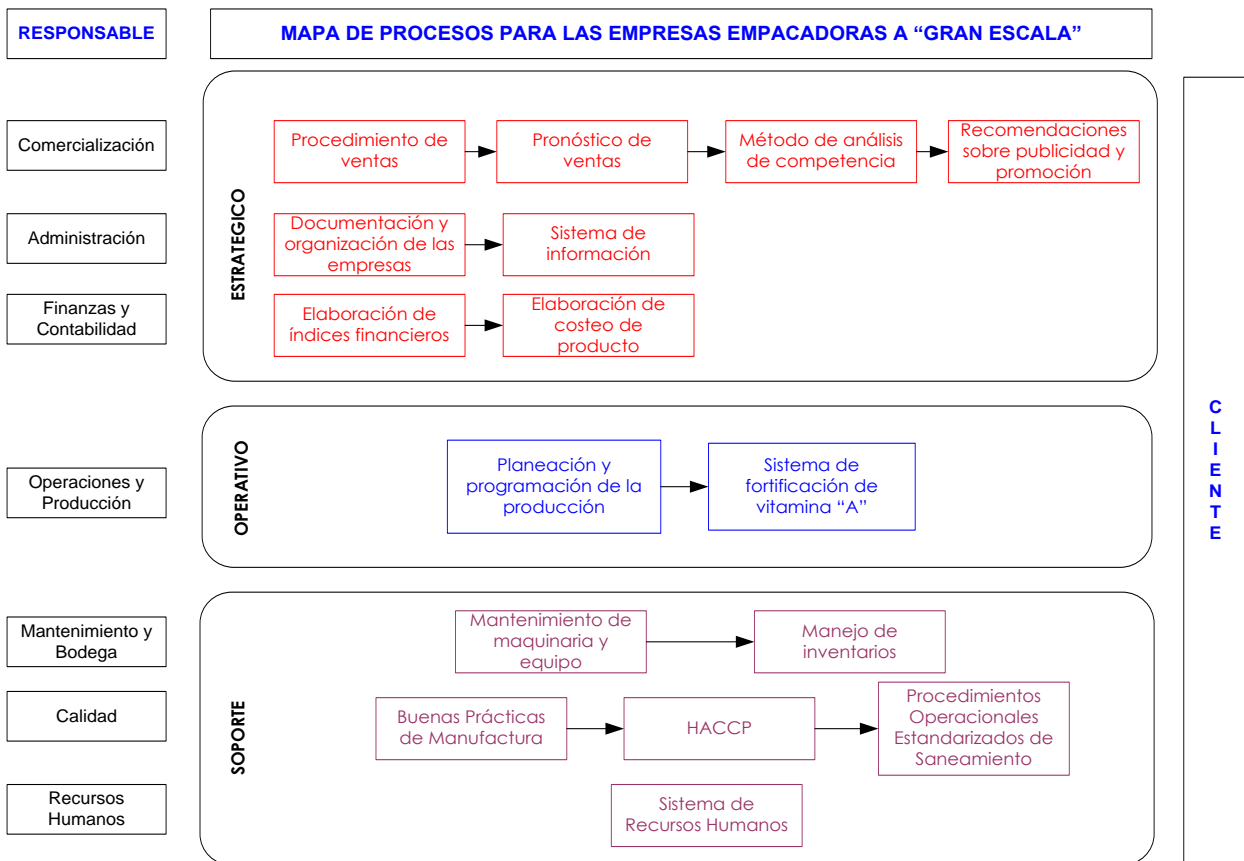 RESPONSABLE
MAPA DE PROCESOS PARA LAS EMPRESAS EMPACADORAS A “GRAN ESCALA”
ESTRATEGICO
Comercialización
Procedimiento de
ventas
Pronóstico de
ventas
Método de análisis
de competencia
Recomendaciones
sobre publicidad y
promoción
Administración
Documentación y
organización de las
empresas
Sistema de
información
Finanzas y
Contabilidad
Elaboración de
índices financieros
Elaboración de
costeo de
producto
OPERATIVO
Operaciones y
Producción
Planeación y
programación de la
producción
Sistema de
fortificación de
vitamina “A”
SOPORTE
Mantenimiento y
Bodega
Mantenimiento de
maquinaria y
equipo
Manejo de
inventarios
Calidad
Buenas Prácticas
de Manufactura
HACCP
Procedimientos
Operacionales
Estandarizados de
Saneamiento
Recursos
Humanos
Sistema de
Recursos Humanos
C
L
I
E
N
T
E